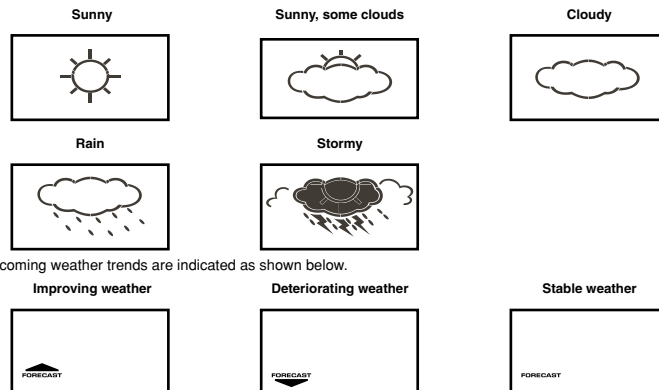 Sunny
Sunny, some clouds
Cloudy
Rain
Stormy
coming weather trends are indicated as shown below.
Improving weather
Deteriorating weather
Stable weather
FORECAST
FORECAST
FORECAST